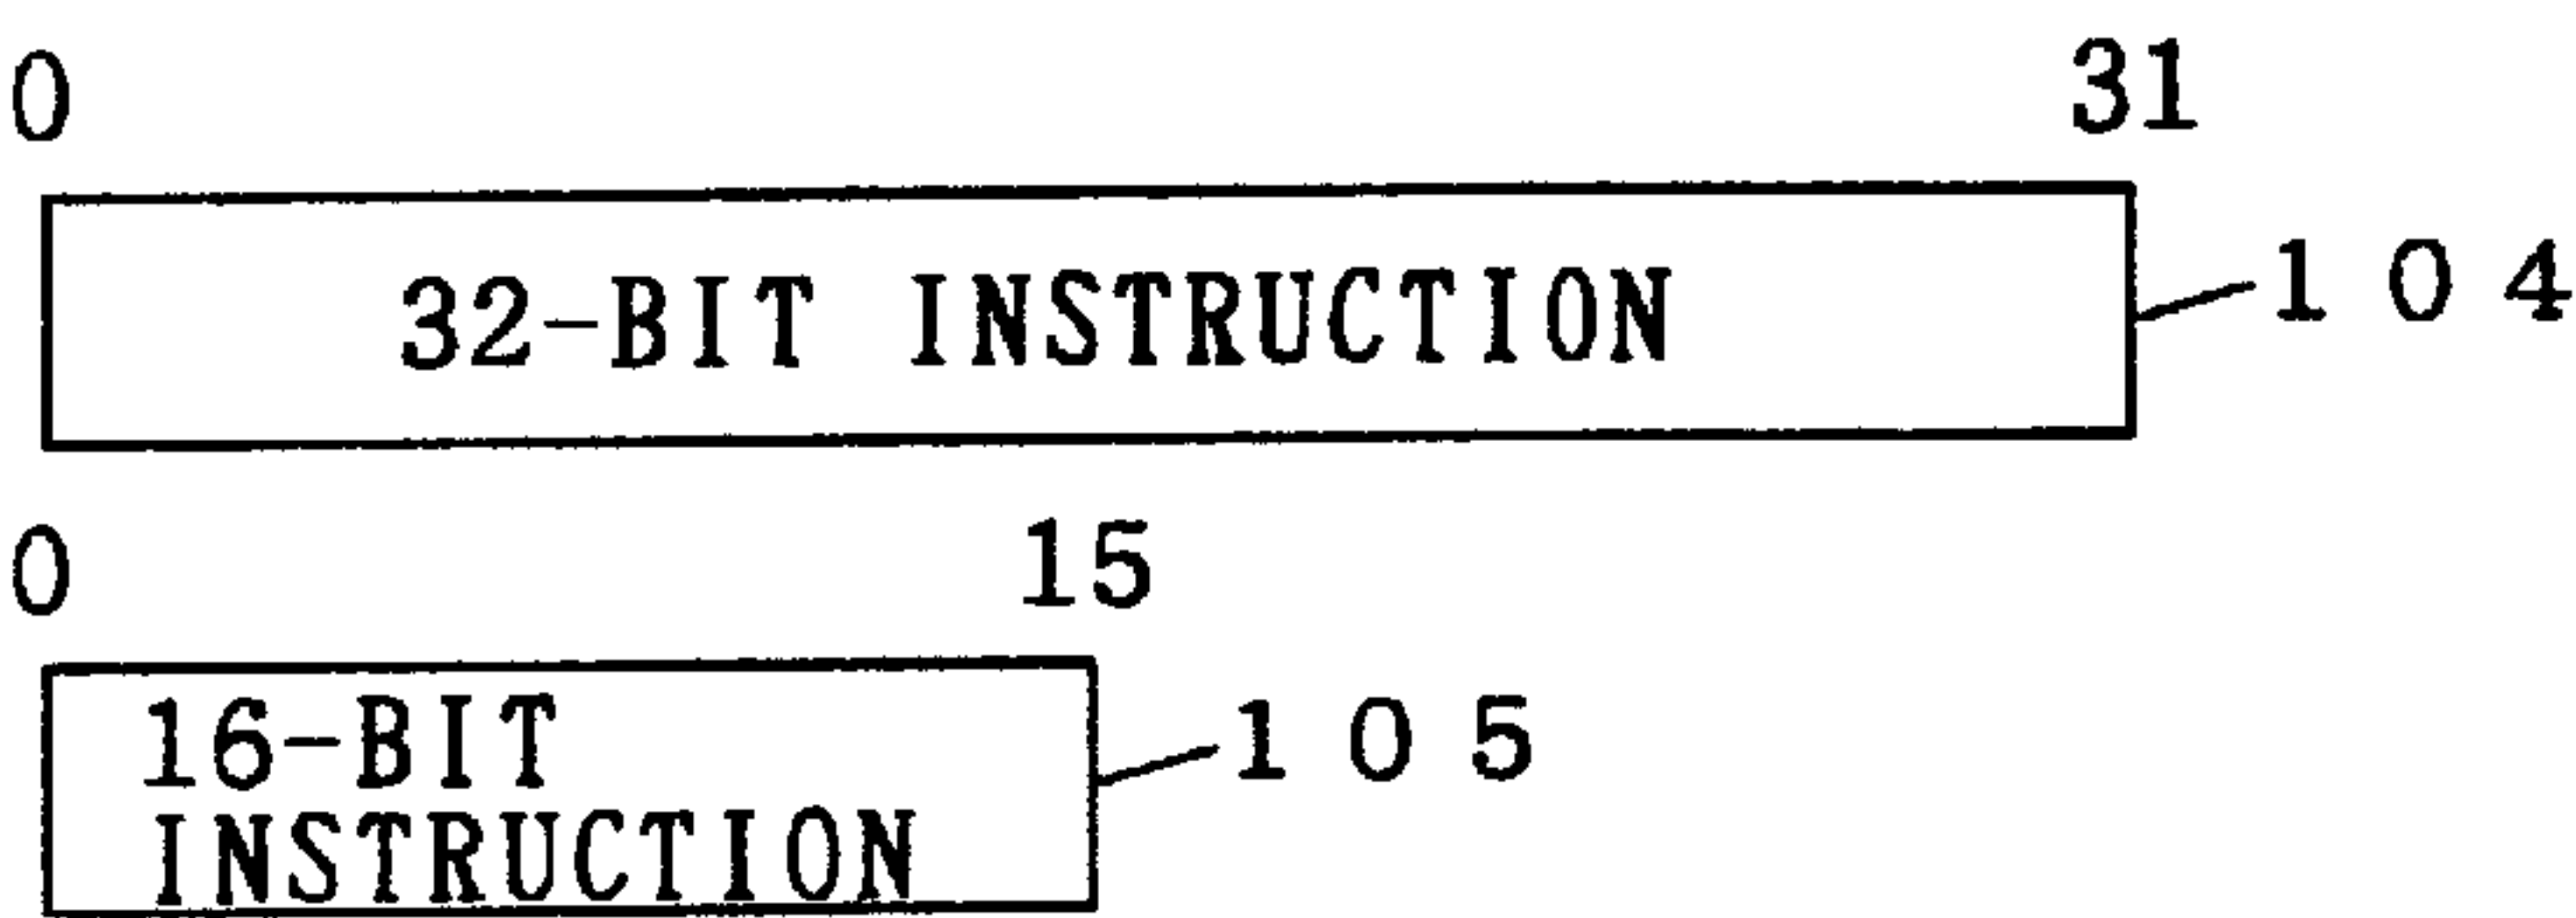 0 31
32-BIT INSTRUCTION
104
0 15
16-BIT
INSTRUCTION
105